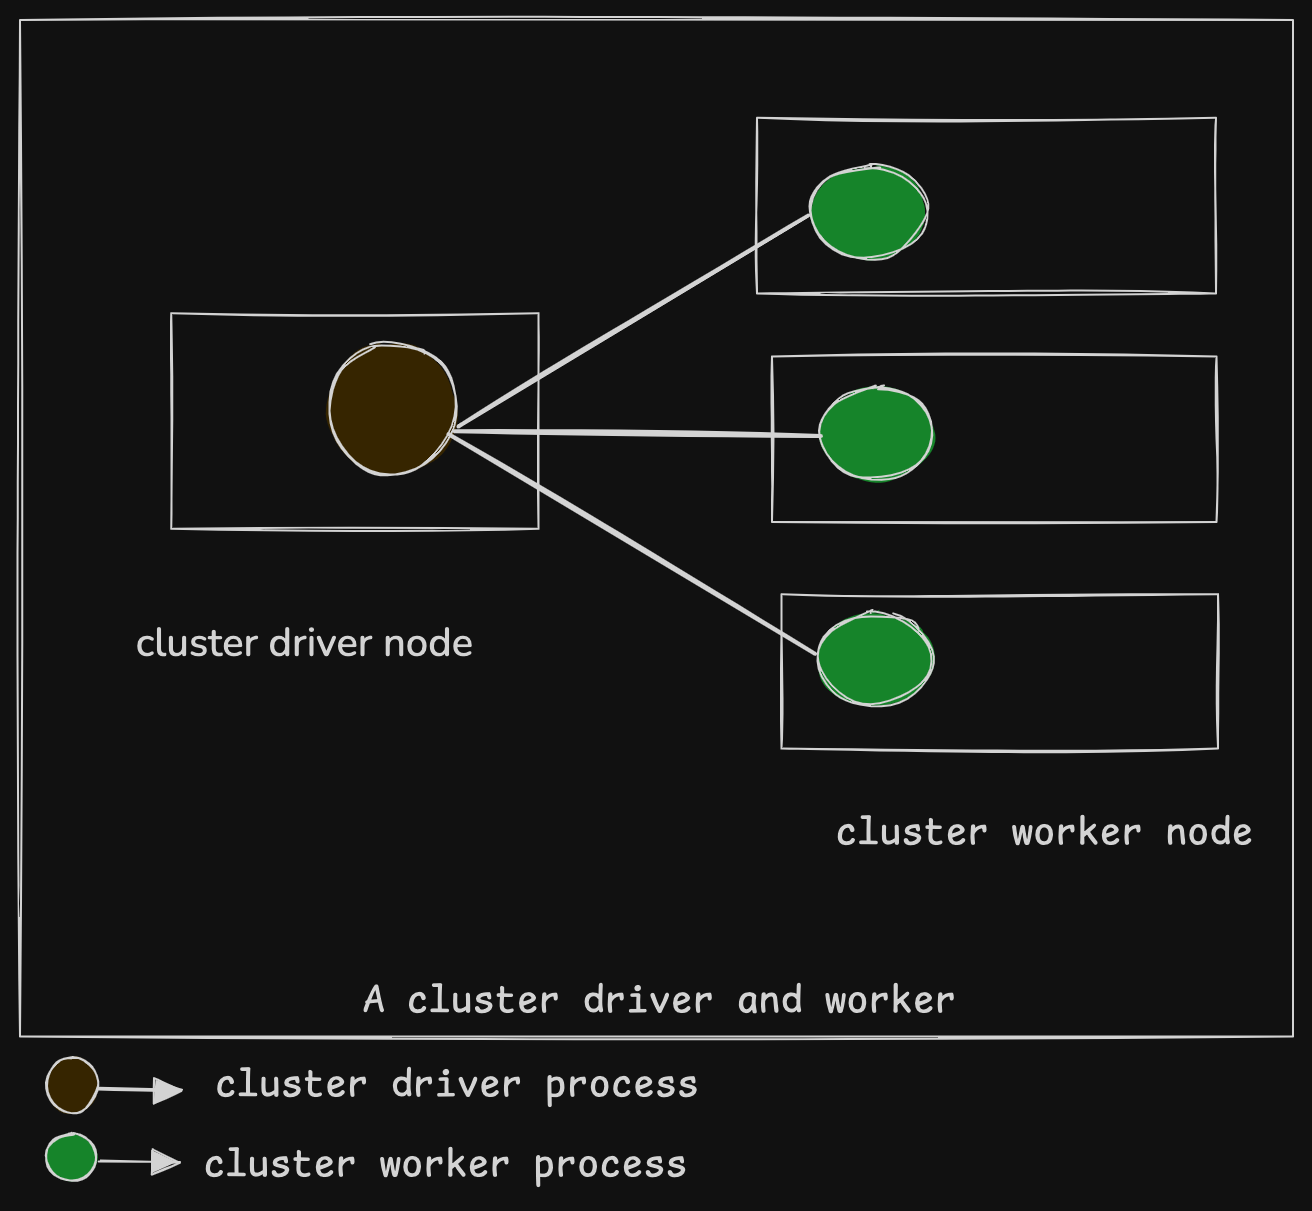 cluster driver node
cluster worker node
A cluster driver and worker
cluster driver process
cluster worker process